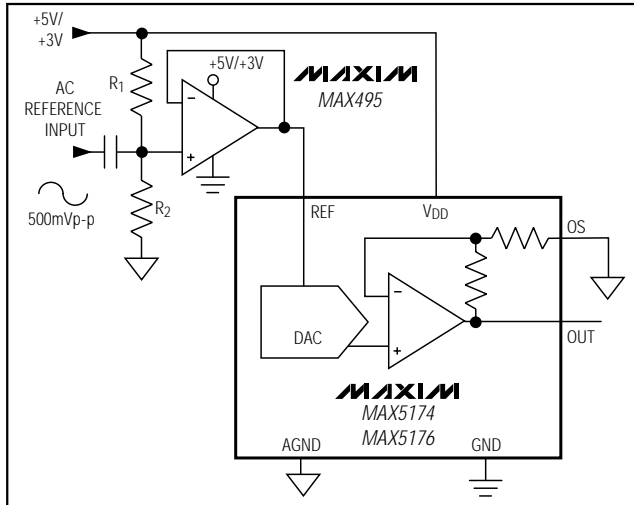 +5V/
+3V
AC
REFERENCE
INPUT
500mVp-p
R1
R2
+5V/+3V
−
+
MAXIM
MAX495
REF
VDD
OS
DAC
−
+
OUT
MAXIM
MAX5174
MAX5176
AGND
GND